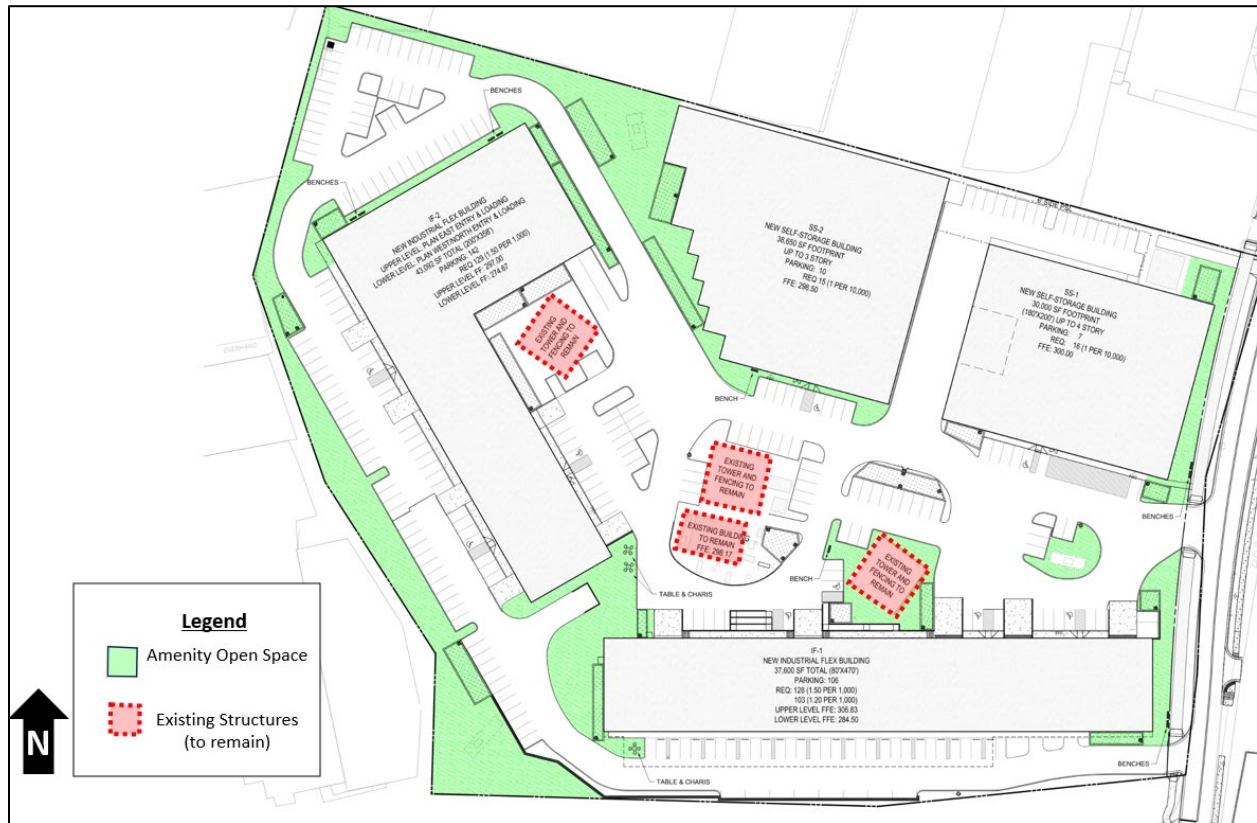 BENCHES
BENCHES
IF-2
NEW INDUSTRIAL FLEX BUILDING
UPPER LEVEL: PLAN EAST ENTRY & LOADING
LOWER LEVEL: PLAN WEST/NORTH ENTRY & LOADING
43,092 SF TOTAL (200'X358')
PARKING: 142
REQ 129 (1.50 PER 1,000)
UPPER LEVEL FF: 297.00
LOWER LEVEL FF: 274.67
SS-2
NEW SELF-STORAGE BUILDING
38,650 SF FOOTPRINT
UP TO 3 STORY
PARKING: 10
REQ 15 (1 PER 10,000)
FFE: 298.50
SS-1
NEW SELF-STORAGE BUILDING
30,000 SF FOOTPRINT
(180'X200') UP TO 4 STORY
PARKING: 7
REQ: 16 (1 PER 10,000)
FFE: 300.00
EXISTING
TOWER AND
FENCING TO
REMAIN
OVERHANG
BENCH
EXISTING
TOWER AND
FENCING TO
REMAIN
EXISTING BUILDING
TO REMAIN
FFE: 298.17
BENCHES
EXISTING
TOWER AND
FENCING TO
REMAIN
BENCH
TABLE & CHARIS
IF-1
NEW INDUSTRIAL FLEX BUILDING
37,600 SF TOTAL (80'X470')
PARKING: 106
REQ: 128 (1.50 PER 1,000)
103 (1.20 PER 1,000)
UPPER LEVEL FFE: 306.83
LOWER LEVEL FFE: 284.50
BENCHES
TABLE & CHARIS
Legend
Amenity Open Space
Existing Structures
(to remain)
N